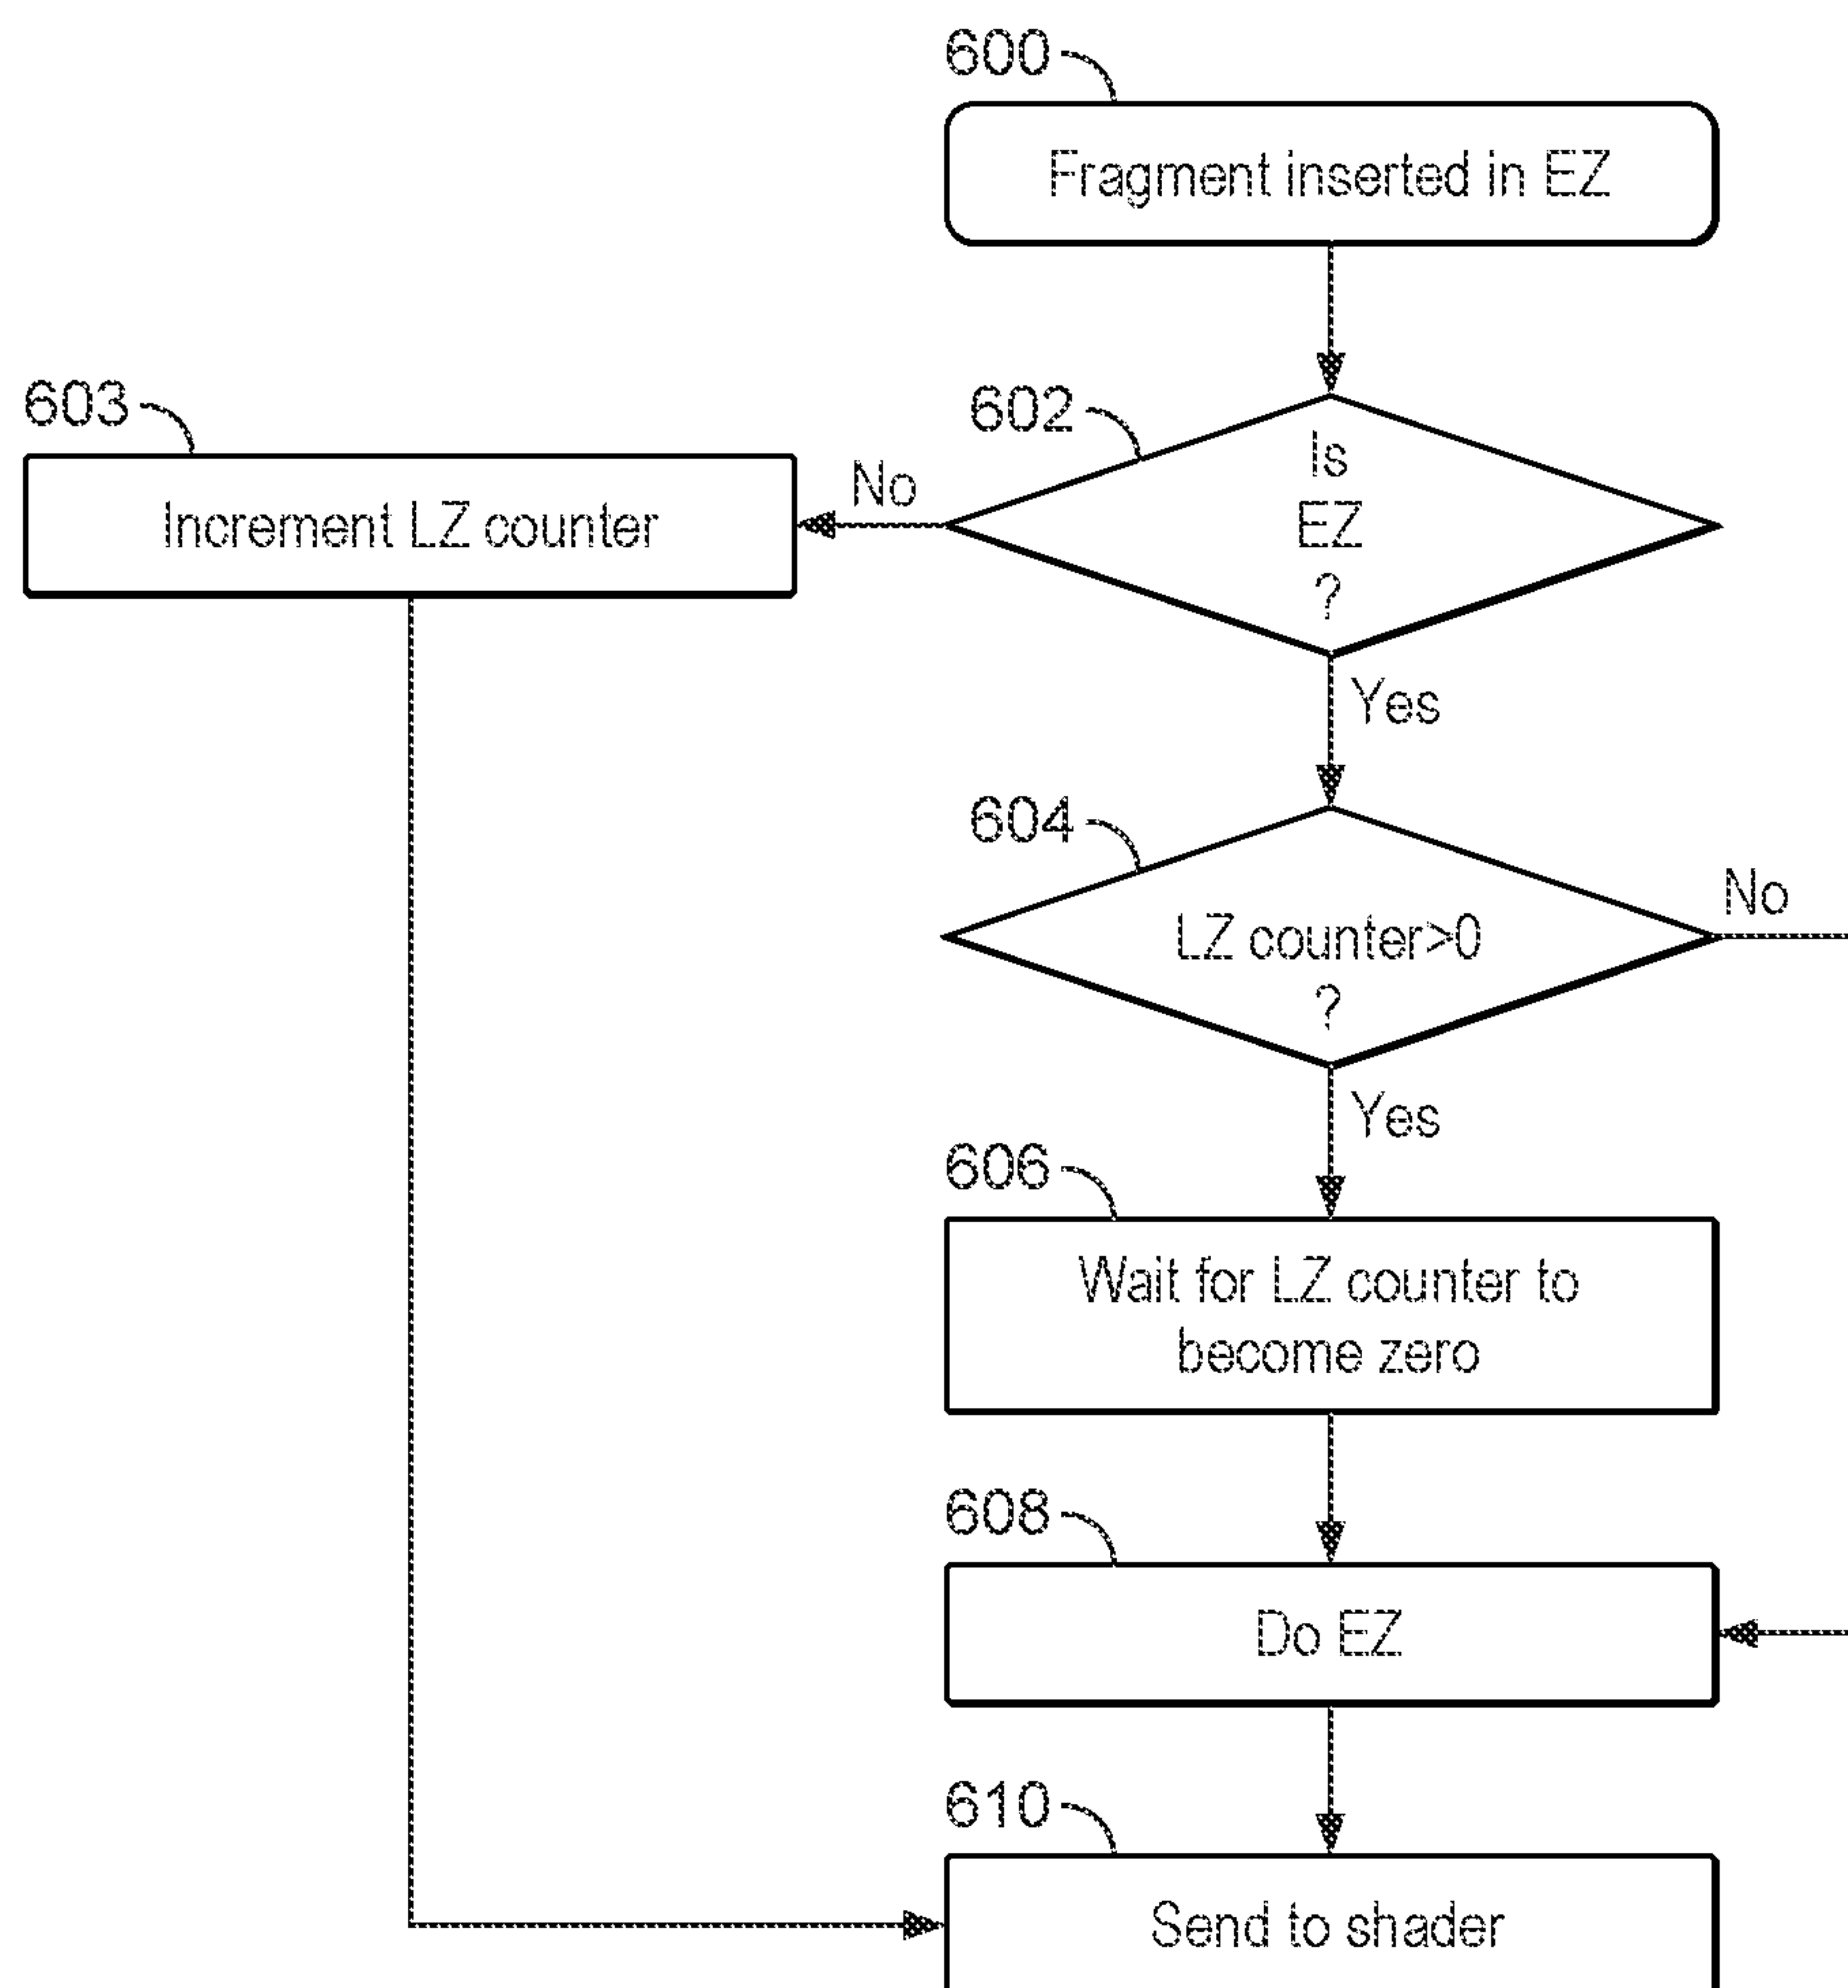 600
Fragment inserted in EZ
602
Is
EZ
?
No
603
Increment LZ counter
Yes
604
LZ counter>0
?
No
Yes
606
Wait for LZ counter to
become zero
608
Do EZ
610
Send to shader